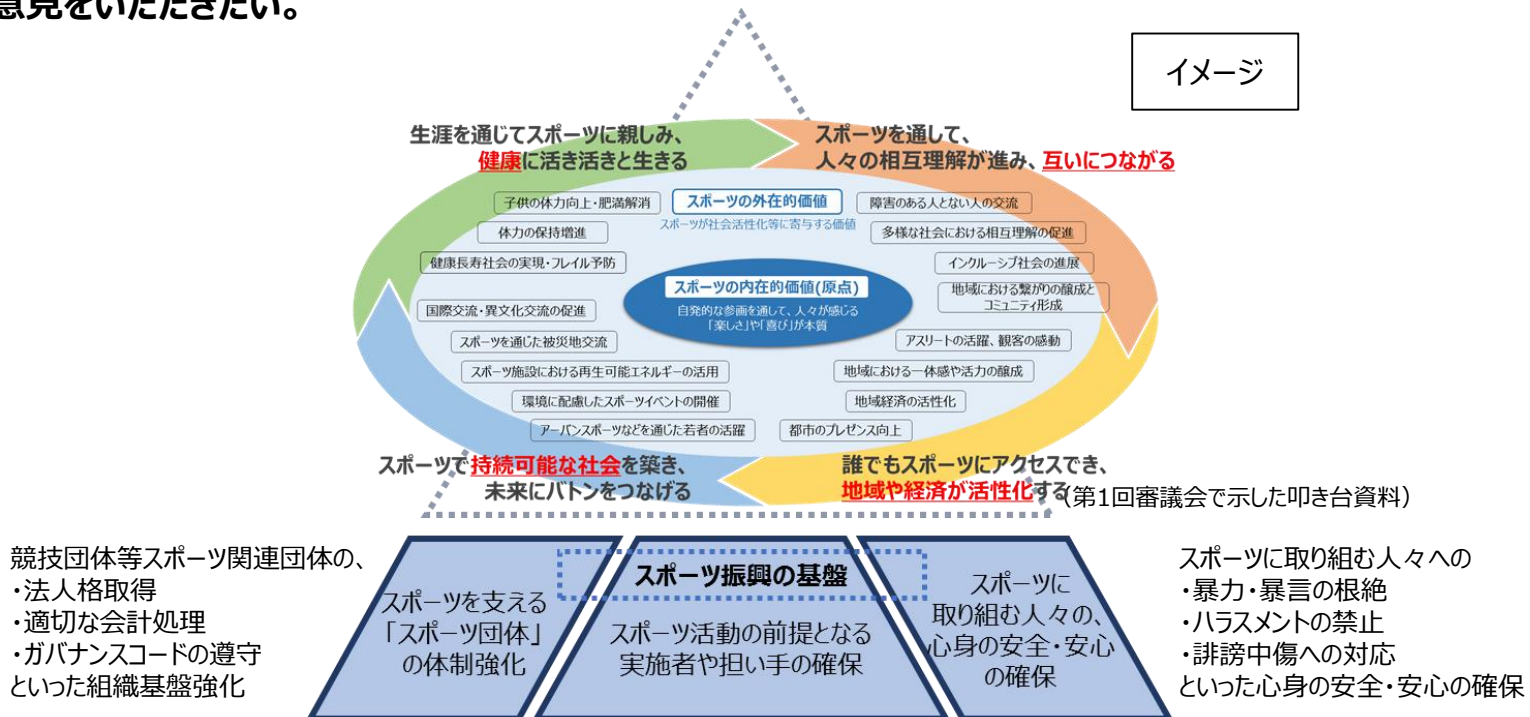 意見をいただきたい。
イメージ
生涯を通じてスポーツに親しみ、
健康に活き活きと生きる
スポーツを通して、
人々の相互理解が進み、互いにつながる
子供の体力向上・肥満解消
体力の保持増進
健康長寿社会の実現・フレイル予防
スポーツの外在的価値
スポーツが社会活性化等に寄与する価値
障害のある人とない人の交流
多様な社会における相互理解の促進
インクルーシブ社会の進展
地域における繋がりの醸成と
コミュニティ形成
スポーツの内在的価値(原点)
自発的な参画を通して、人々が感じる
「楽しさ」や「喜び」が本質
国際交流・異文化交流の促進
スポーツを通じた被災地交流
スポーツ施設における再生可能エネルギーの活用
環境に配慮したスポーツイベントの開催
アーバンスポーツなどを通じた若者の活躍
アスリートの活躍、観客の感動
地域における一体感や活力の醸成
地域経済の活性化
都市のプレゼンス向上
スポーツで持続可能な社会を築き、
未来にバトンをつなげる
誰でもスポーツにアクセスでき、
地域や経済が活性化する
(第1回審議会で示した叩き台資料)
競技団体等スポーツ関連団体の、
・法人格取得
・適切な会計処理
・ガバナンスコードの遵守
といった組織基盤強化
スポーツを支える
「スポーツ団体」
の体制強化
スポーツ振興の基盤
スポーツ活動の前提となる
実施者や担い手の確保
スポーツに
取り組む人々の、
心身の安全・安心
の確保
スポーツに取り組む人々への
・暴力・暴言の根絶
・ハラスメントの禁止
・誹謗中傷への対応
といった心身の安全・安心の確保